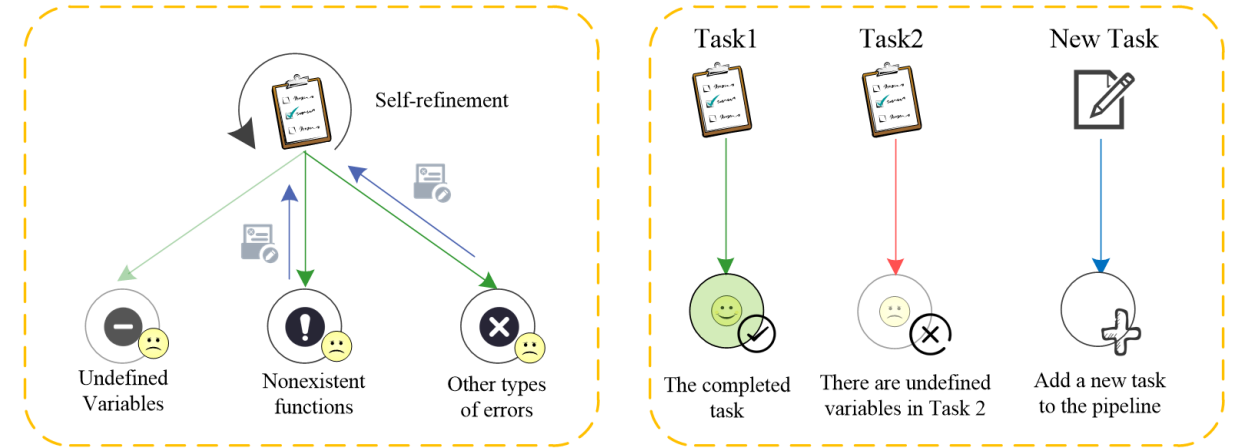 Self-refinement
Undefined
Variables
Nonexistent
functions
Other types
of errors
Task1
Task2
New Task
The completed
task
There are undefined
variables in Task 2
Add a new task
to the pipeline